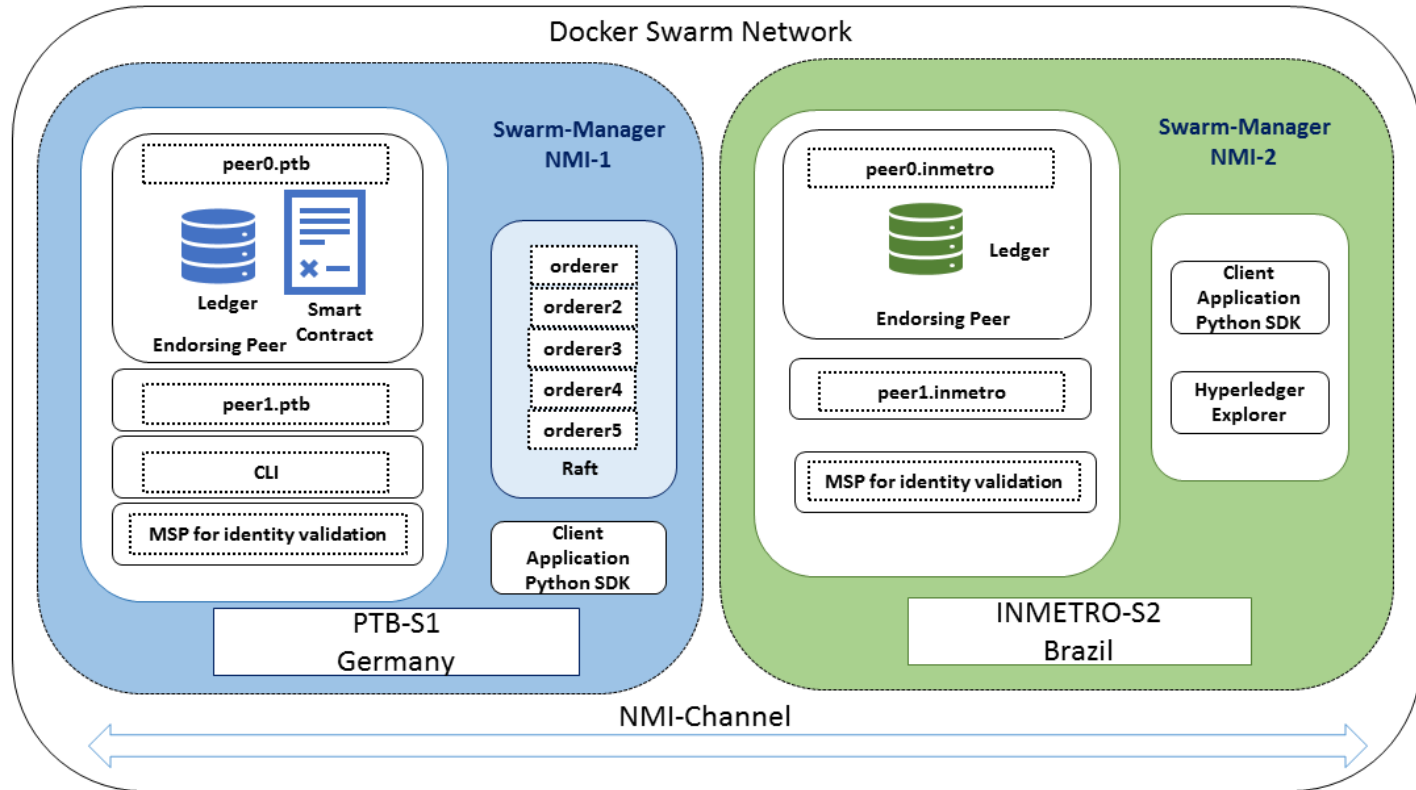 Docker Swarm Network
peer0.ptb
Ledger
Smart
Contract
Endorsing Peer
peer1.ptb
CLI
MSP for identity validation
Swarm-Manager
NMI-1
orderer
orderer2
orderer3
orderer4
orderer5
Raft
Client
Application
Python SDK
PTB-S1
Germany
peer0.inmetro
Ledger
Endorsing Peer
peer1.inmetro
MSP for identity validation
Swarm-Manager
NMI-2
Client
Application
Python SDK
Hyperledger
Explorer
INMETRO-S2
Brazil
NMI-Channel